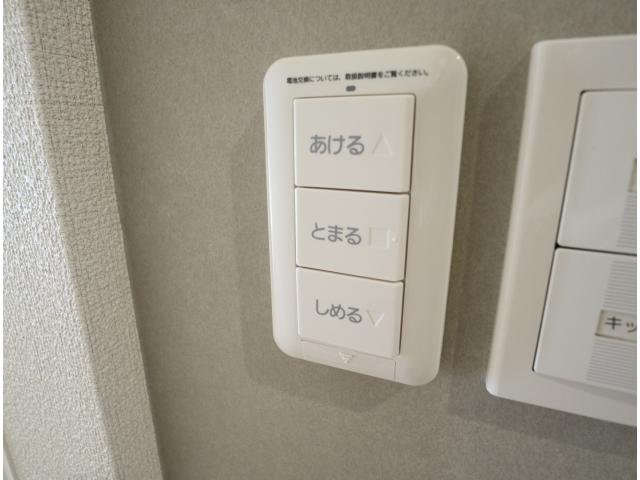 電池交換については、取扱説明書をご覧ください。
あける
とまる
しめる
キッ